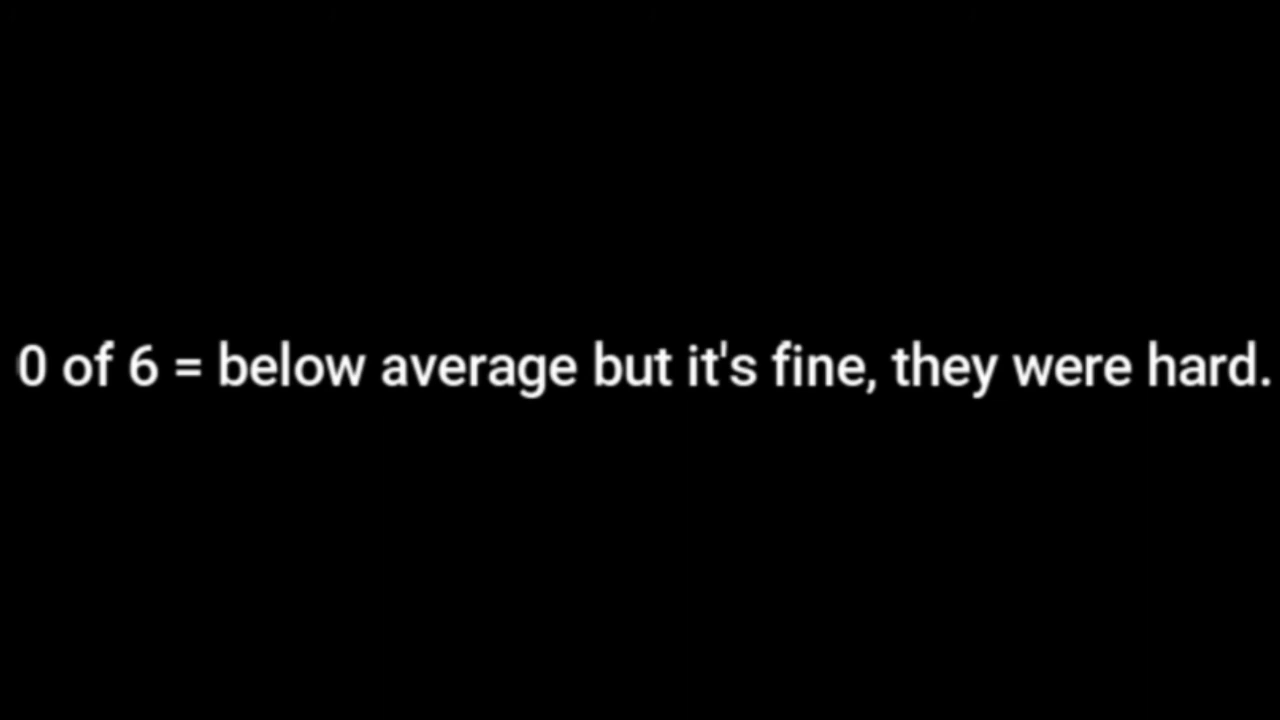 0 of 6 = below average but it's fine, they were hard.